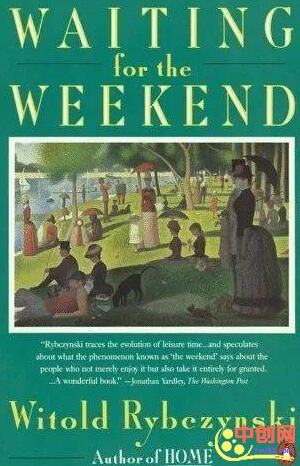 WAITING
for the
WEEKEND
"Rybczynski traces the evolution of leisure time...and speculates
about what the phenomenon known as 'the weekend' says about the
people who not merely enjoy it but also take it entirely for granted.
...A wonderful book." —Jonathan Yardley, The Washington Post
Witold Rybczynski
Author of HOME
中创网